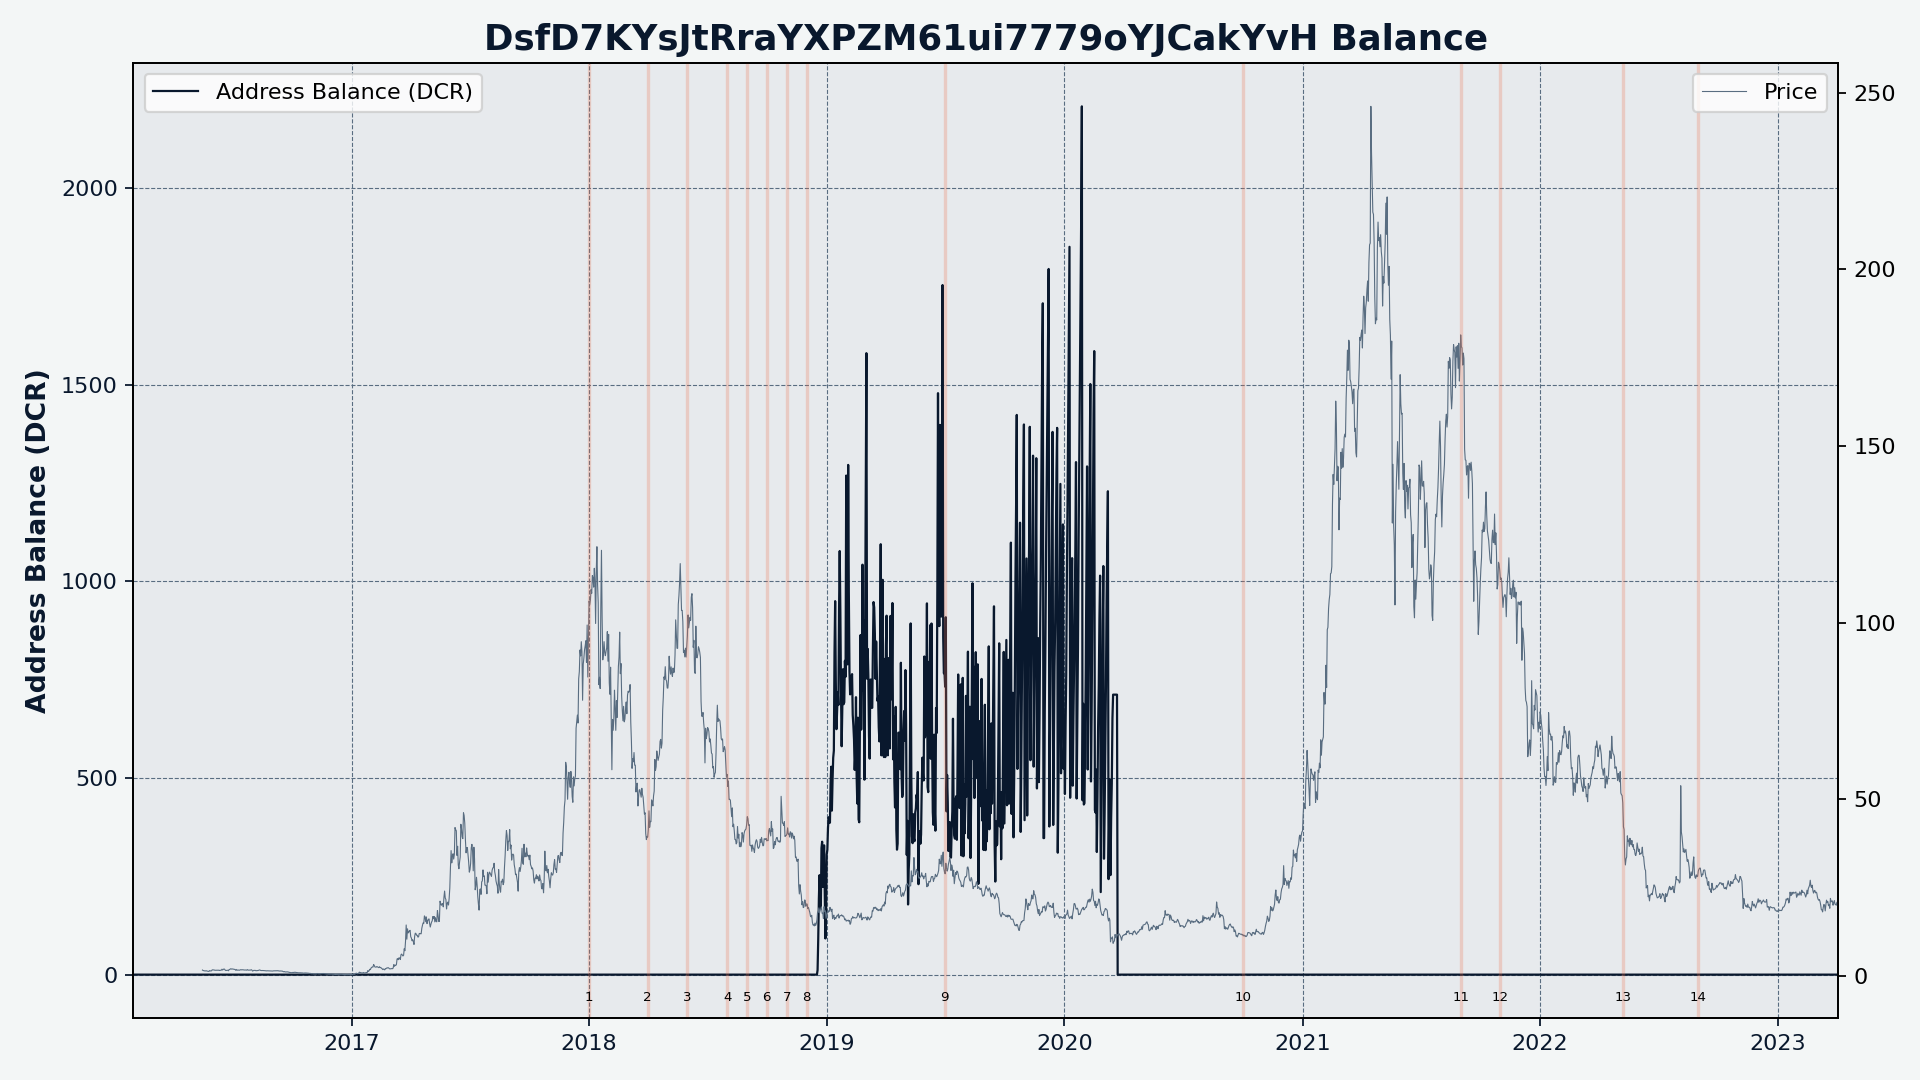 DsfD7KYsJtRraYXPZM61ui7779oYJCakYvH Balance
Address Balance (DCR)
Price
Address Balance (DCR)
2000
1500
1000
500
0
250
200
150
100
50
0
1 2 3 4 5 6 7 8 9 10 11 12 13 14
2017 2018 2019 2020 2021 2022 2023